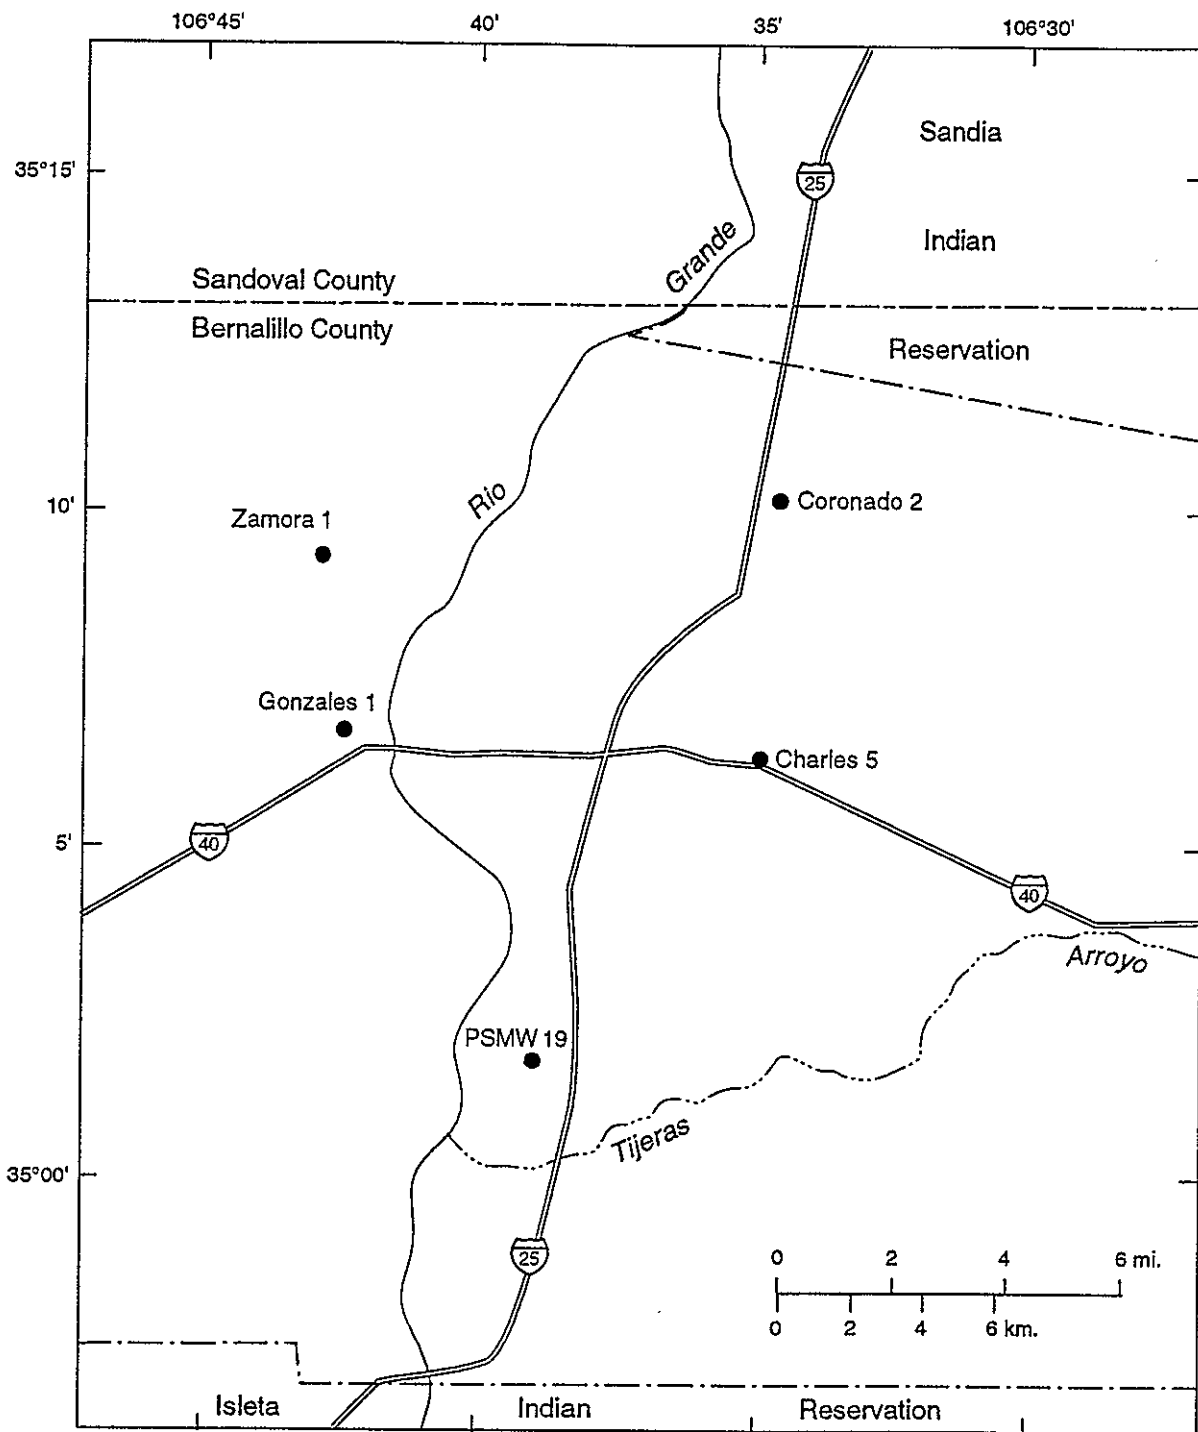 106°45' 40' 35' 106°30'
Sandia
35°15'
25
Indian
Grande
Sandoval County
Bernalillo County
Reservation
10'
Rio
Coronado 2
Zamora 1
Gonzales 1
Charles 5
5'
40
40
Arroyo
PSMW 19
Tijeras
35°00'
25
0 2 4 6 mi.
0 2 4 6 km.
Isleta Indian Reservation